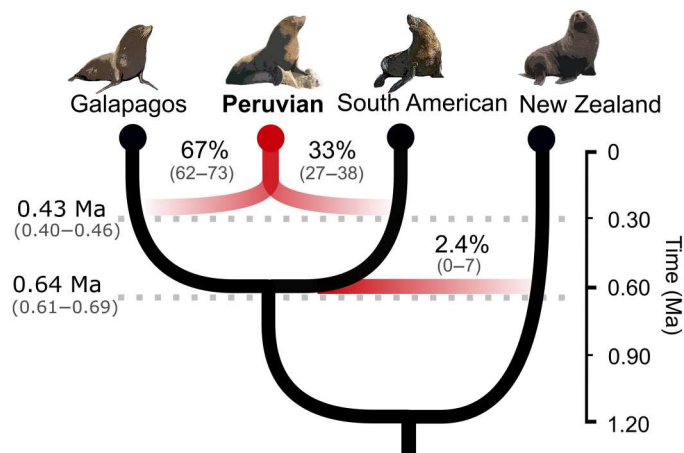 Galapagos
Peruvian
South American
New Zealand
67%
(62–73)
33%
(27–38)
0.43 Ma
(0.40–0.46)
2.4%
(0–7)
0.64 Ma
(0.61–0.69)
0
0.30
0.60
0.90
1.20
Time (Ma)